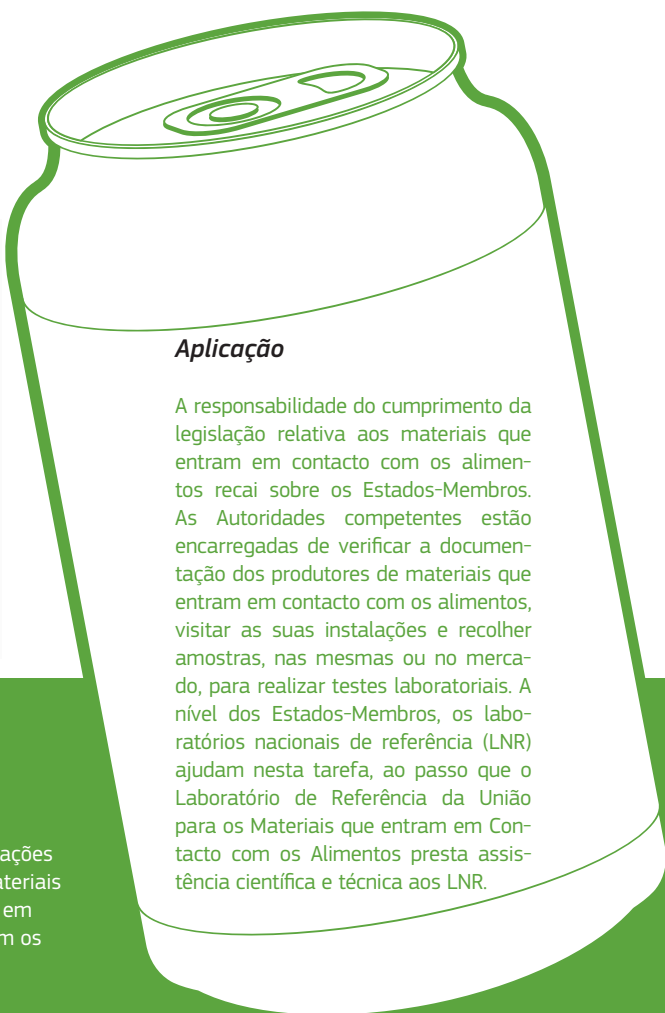 Aplicação
A responsabilidade do cumprimento da
legislação relativa aos materiais que
entram em contacto com os alimen-
tos recai sobre os Estados-Membros.
As Autoridades competentes estão
encarregadas de verificar a documen-
tação dos produtores de materiais que
entram em contacto com os alimentos,
visitar as suas instalações e recolher
amostras, nas mesmas ou no merca-
do, para realizar testes laboratoriais. A
nível dos Estados-Membros, os labo-
ratórios nacionais de referência (LNR)
ajudam nesta tarefa, ao passo que o
Laboratório de Referência da União
para os Materiais que entram em Con-
tacto com os Alimentos presta assis-
tência científica e técnica aos LNR.
em
os